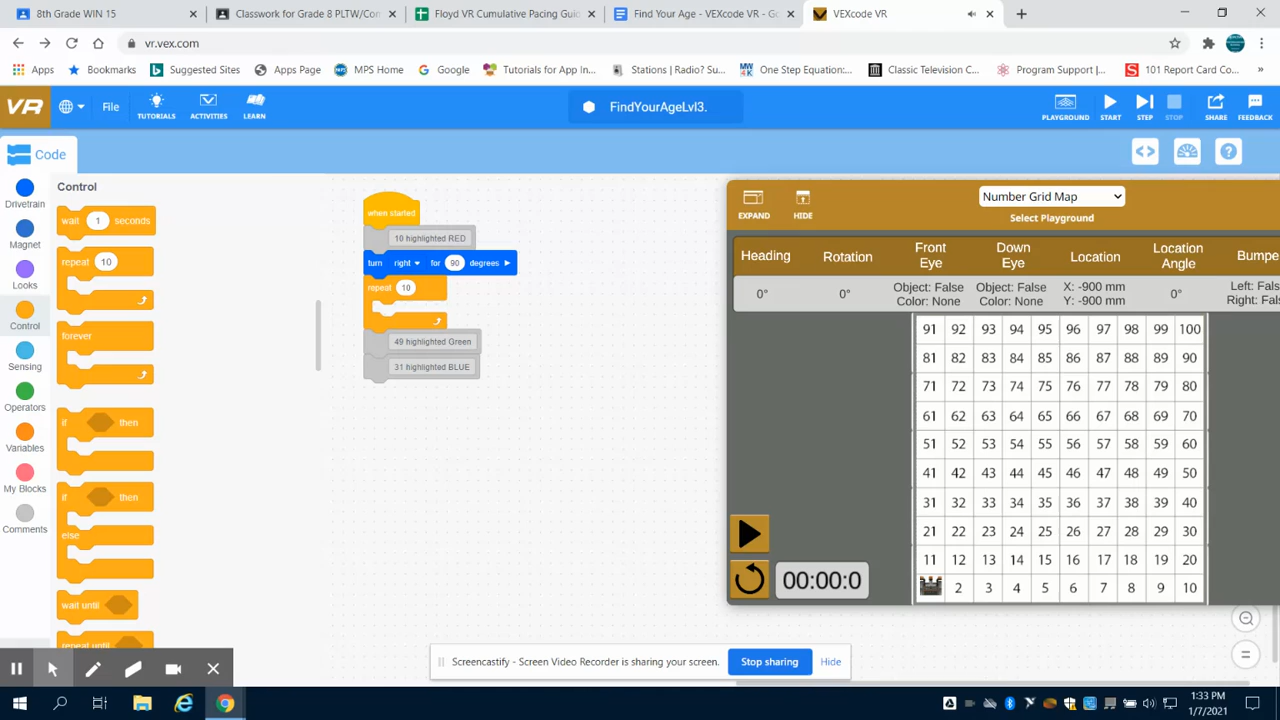 8th Grade WIN 15
Classwork for Grade 8 PLTW/Con
Floyd VR Cumulative Pacing Guid
Find Your Age - VEXcode VR - Go
VEXcode VR
vr.vex.com
Apps
Bookmarks
Suggested Sites
Apps Page
MPS Home
Google
Tutorials for App In...
Stations | Radio? Su...
One Step Equation:...
Classic Television C...
Program Support |...
101 Report Card Co...
VR
File
TUTORIALS
ACTIVITIES
LEARN
FindYourAgeLvl3.
PLAYGROUND
START
STEP
STOP
SHARE
FEEDBACK
Code
Drivetrain
Magnet
Looks
Control
Sensing
Operators
Variables
My Blocks
Comments
Control
wait 1 seconds
repeat 10
forever
if then
if then
else
wait until
repeat until
when started
10 highlighted RED
turn right for 90 degrees
repeat 10
49 highlighted Green
31 highlighted BLUE
EXPAND
HIDE
Number Grid Map
Select Playground
Heading
Rotation
Front Eye
Down Eye
Location
Location Angle
Bumpe
0°
0°
Object: False
Color: None
Object: False
Color: None
X: -900 mm
Y: -900 mm
0°
Left: Fals
Right: Fals
91 92 93 94 95 96 97 98 99 100
81 82 83 84 85 86 87 88 89 90
71 72 73 74 75 76 77 78 79 80
61 62 63 64 65 66 67 68 69 70
51 52 53 54 55 56 57 58 59 60
41 42 43 44 45 46 47 48 49 50
31 32 33 34 35 36 37 38 39 40
21 22 23 24 25 26 27 28 29 30
11 12 13 14 15 16 17 18 19 20
2 3 4 5 6 7 8 9 10
00:00:0
Screencastify - Screen Video Recorder is sharing your screen.
Stop sharing
Hide
1:33 PM
1/7/2021